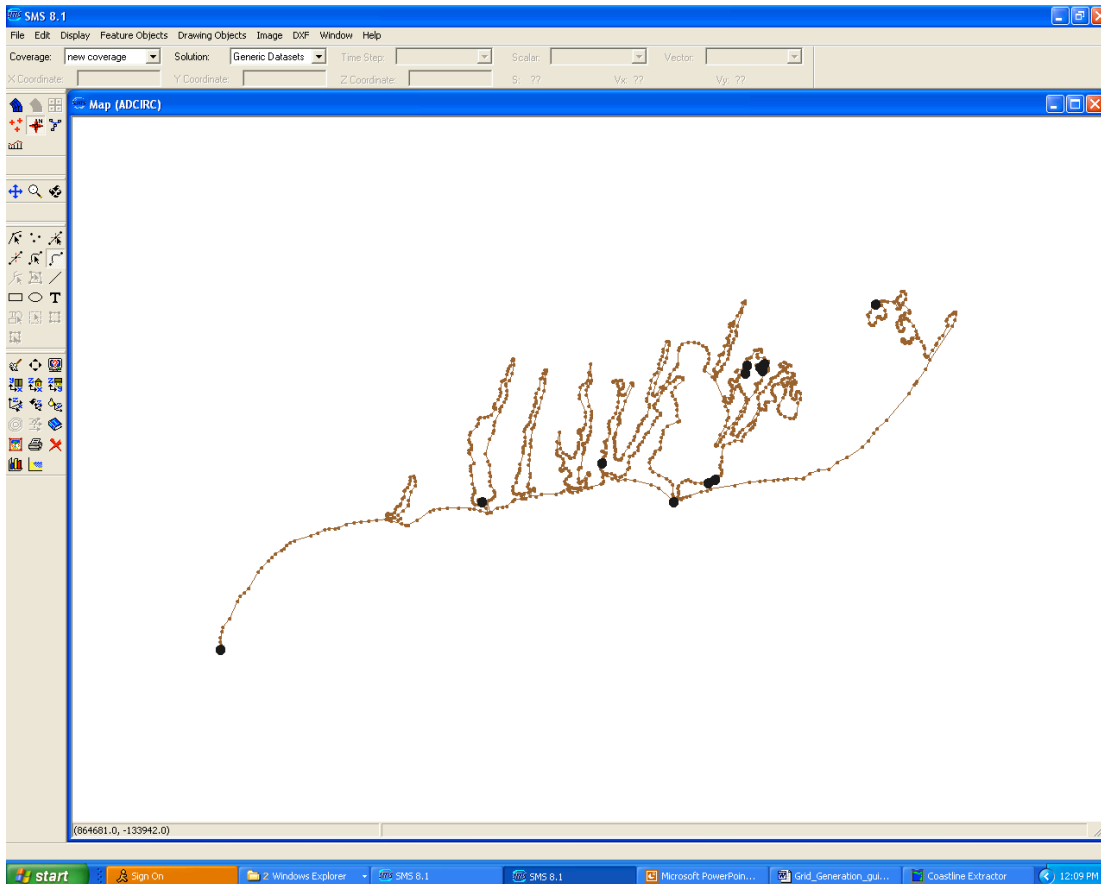 SMS 8.1
File Edit Display Feature Objects Drawing Objects Image DXF Window Help
Coverage: new coverage Solution: Generic Datasets Time Step: Scalar: Vector:
X Coordinate: Y Coordinate: Z Coordinate: S: ?? Vx: ?? Vy: ??
Map (ADCIRC)
T
(864681.0, -133942.0)
start Sign On 2 Windows Explorer SMS 8.1 SMS 8.1 Microsoft PowerPoin... Grid_Generation_gui... Coastline Extractor 12:09 PM